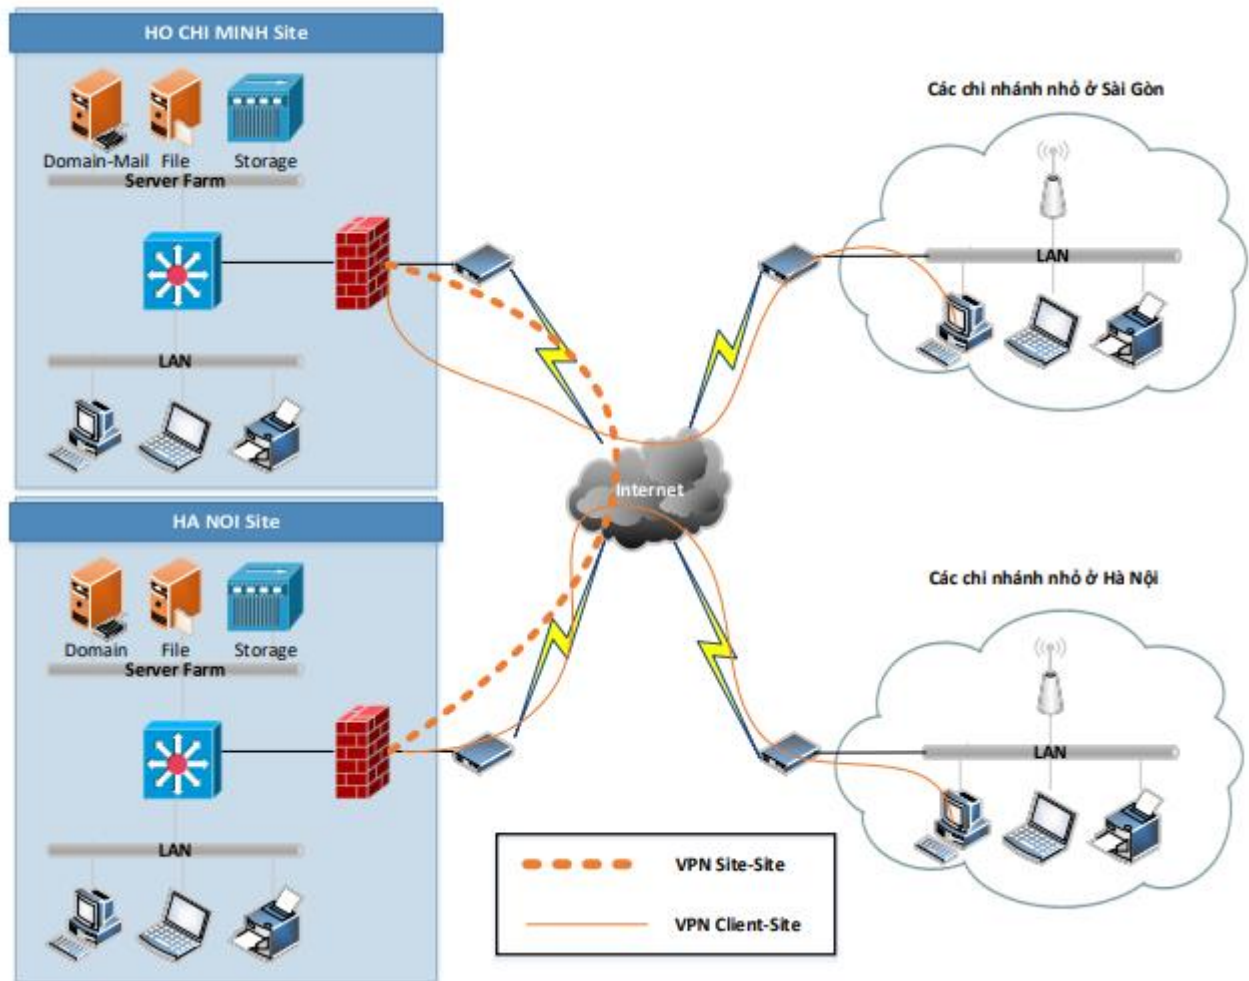 HO CHI MINH Site
Domain-Mail File Storage
Server Farm
LAN
HA NOI Site
Domain File Storage
Server Farm
LAN
Internet
Các chi nhánh nhỏ ở Sài Gòn
LAN
Các chi nhánh nhỏ ở Hà Nội
LAN
VPN Site-Site
VPN Client-Site